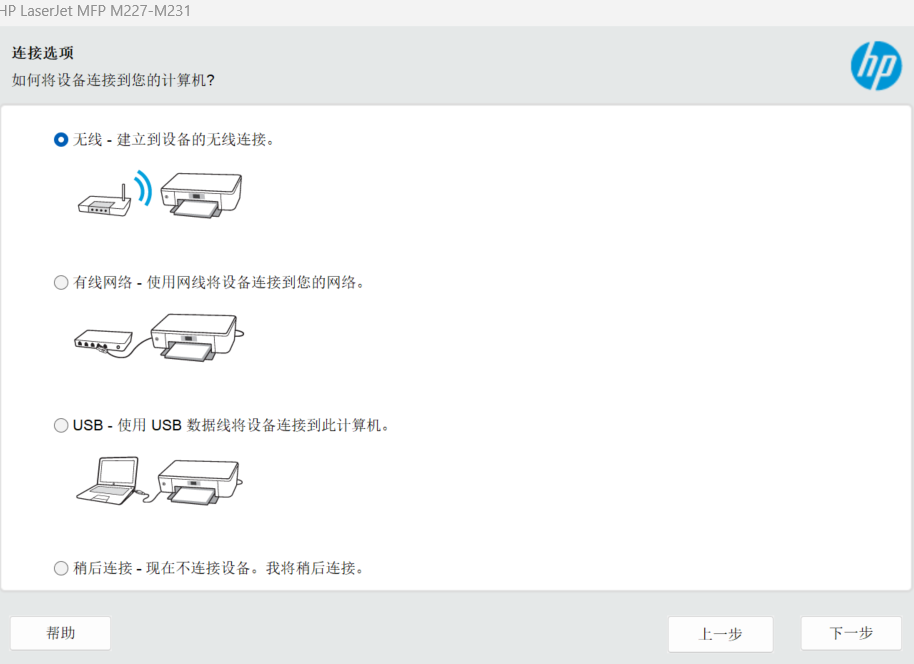 HP LaserJet MFP M227-M231
连接选项
如何将设备连接到您的计算机?
hp
无线 - 建立到设备的无线连接。
有线网络 - 使用网线将设备连接到您的网络。
USB - 使用 USB 数据线将设备连接到此计算机。
稍后连接 - 现在不连接设备。我将稍后连接。
帮助
上一步
下一步